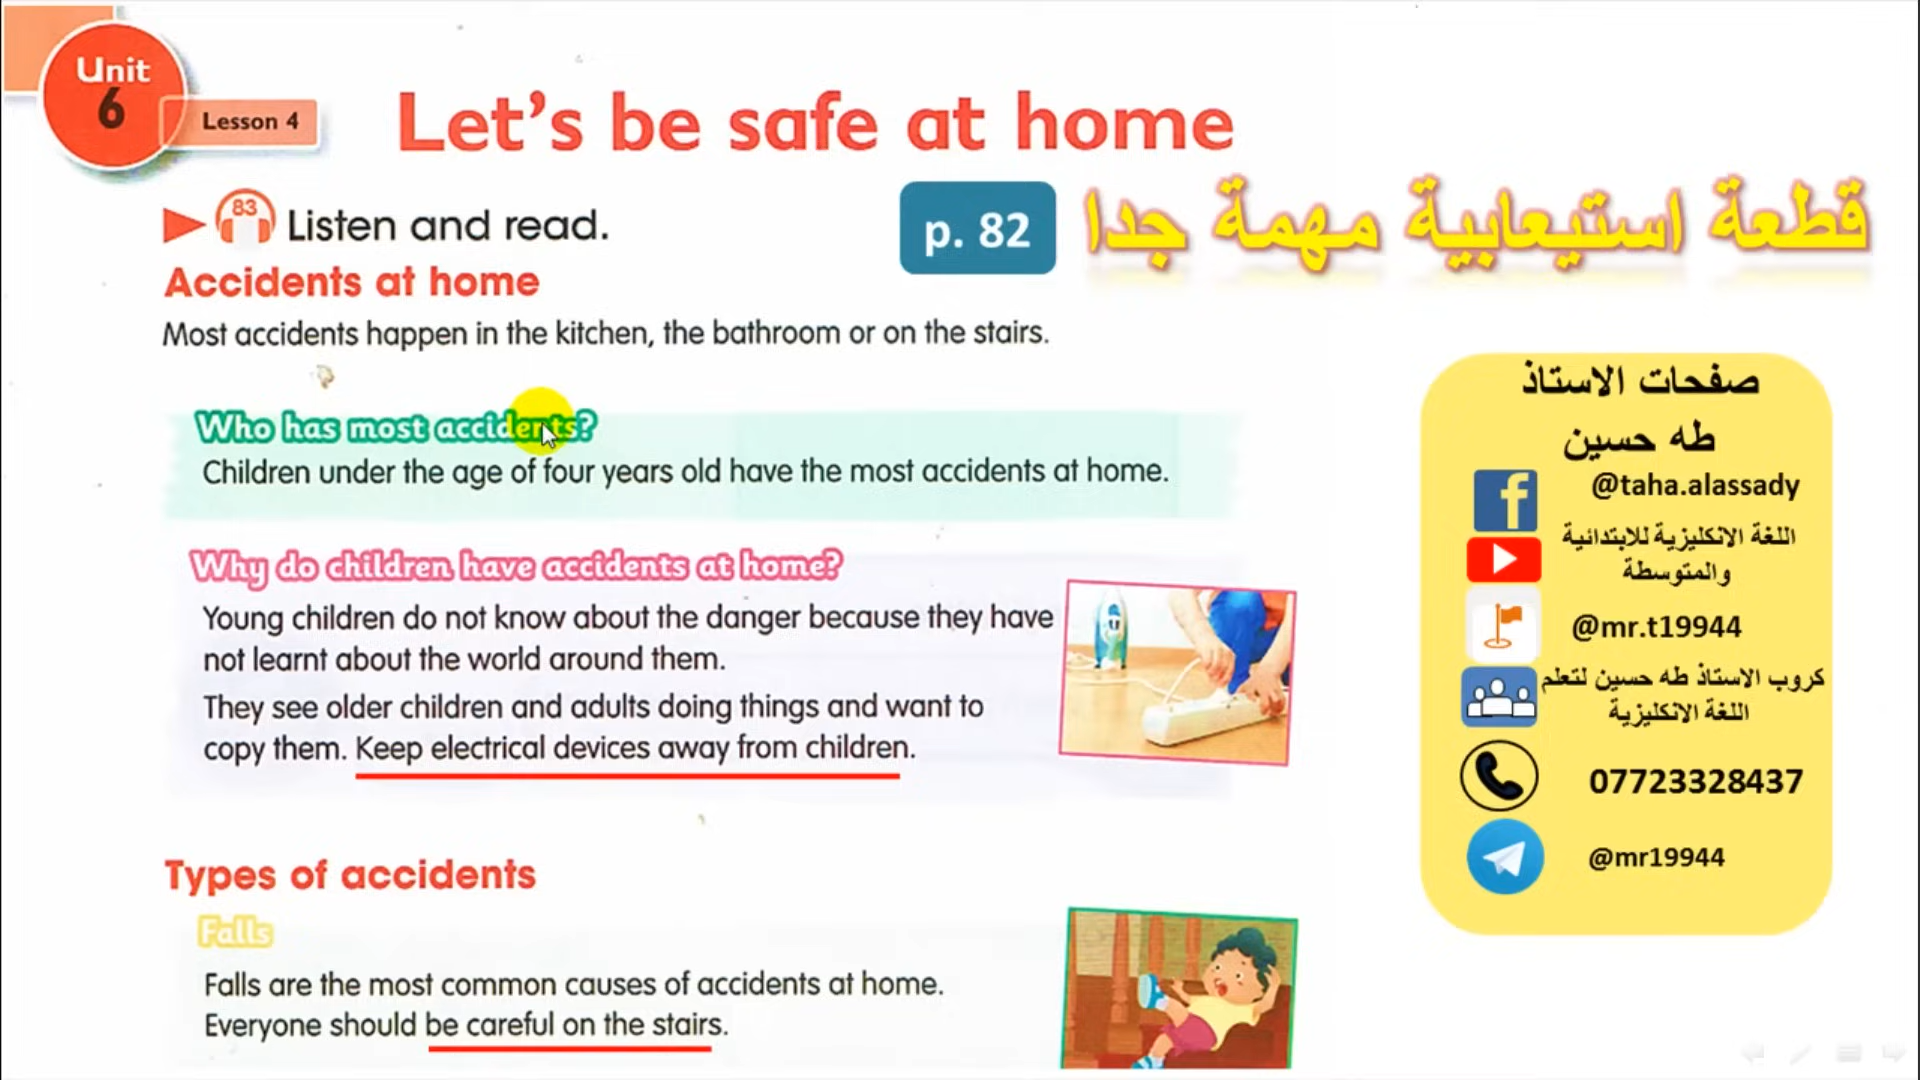 Unit
6
Lesson 4
Let's be safe at home
83
Listen and read.
p. 82
قطعة استيعابية مهمة جدا
Accidents at home
Most accidents happen in the kitchen, the bathroom or on the stairs.
Who has most accidents?
Children under the age of four years old have the most accidents at home.
Why do children have accidents at home?
Young children do not know about the danger because they have
not learnt about the world around them.
They see older children and adults doing things and want to
copy them. Keep electrical devices away from children.
Types of accidents
Falls
Falls are the most common causes of accidents at home.
Everyone should be careful on the stairs.
صفحات الاستاذ
طه حسين
@taha.alassady
اللغة الانكليزية للابتدائية
والمتوسطة
@mr.t19944
كروب الاستاذ طه حسين لتعلم
اللغة الانكليزية
07723328437
@mr19944